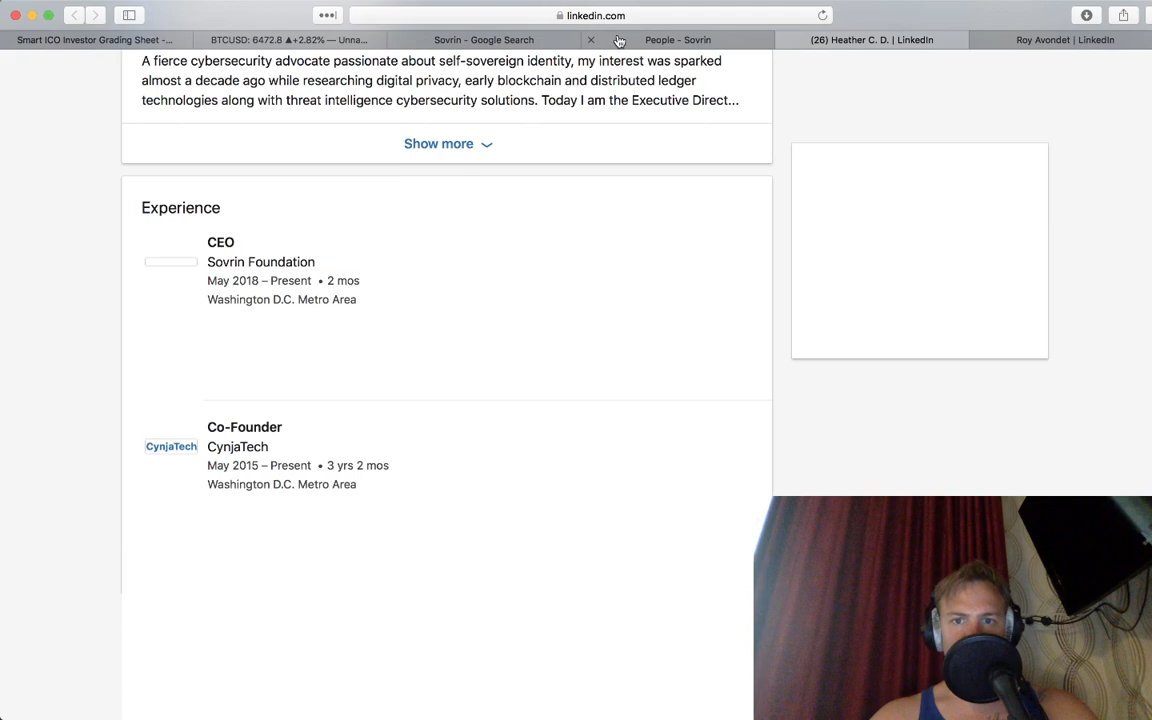 linkedin.com
Smart ICO Investor Grading Sheet -...
BTCUSD: 6472.8 ▲+2.82% — Unna...
Sovrin - Google Search
People - Sovrin
(26) Heather C. D. | LinkedIn
Roy Avondet | LinkedIn
A fierce cybersecurity advocate passionate about self-sovereign identity, my interest was sparked
almost a decade ago while researching digital privacy, early blockchain and distributed ledger
technologies along with threat intelligence cybersecurity solutions. Today I am the Executive Direct...
Show more
Experience
CEO
Sovrin Foundation
May 2018 – Present • 2 mos
Washington D.C. Metro Area
Co-Founder
CynjaTech
CynjaTech
May 2015 – Present • 3 yrs 2 mos
Washington D.C. Metro Area